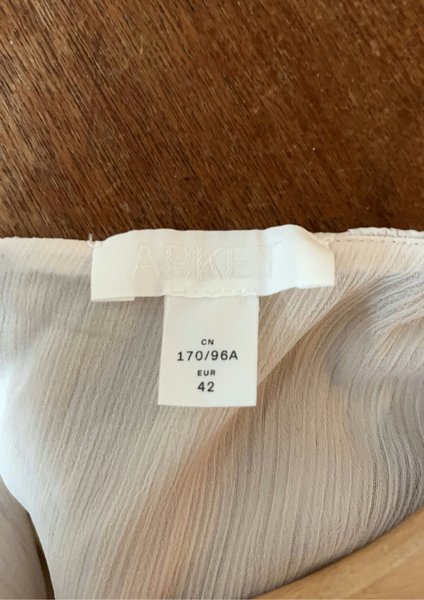 ARKET
CN
170/96A
EUR
42